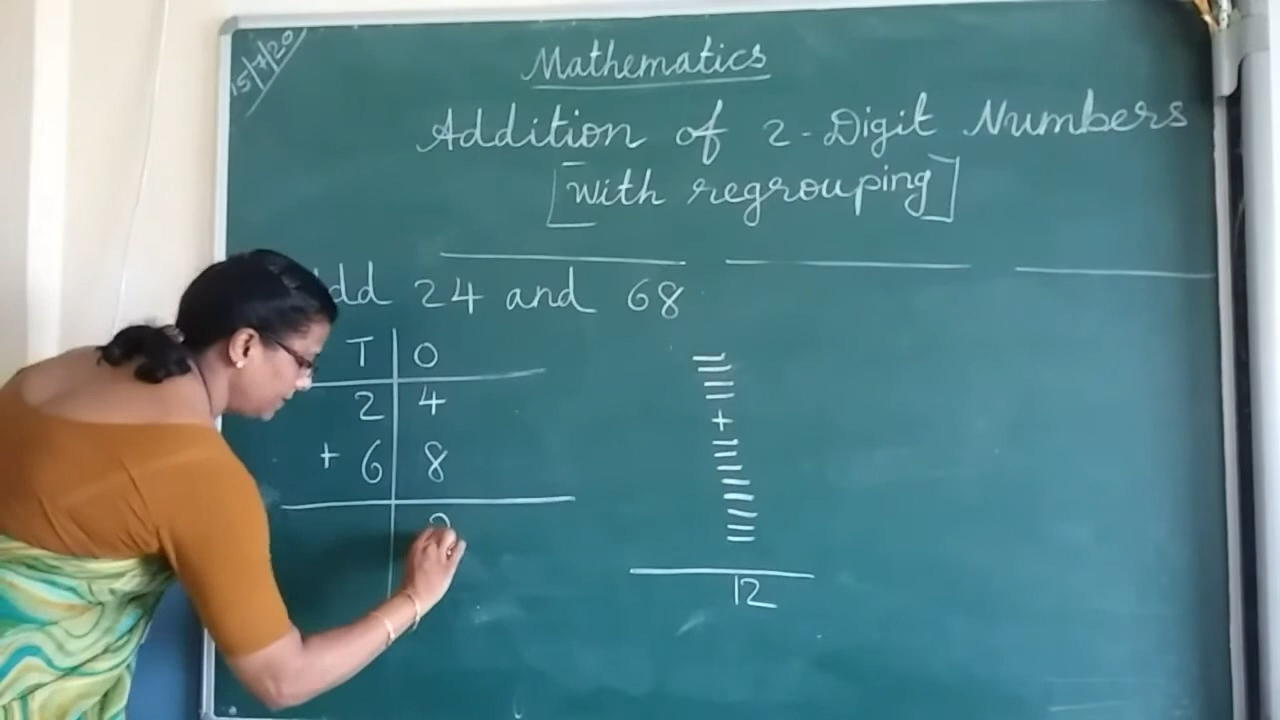 15/7/20
Mathematics
Addition of 2-Digit Numbers
[With regrouping]
dd 24 and 68
T | O
2 | 4
+ 6 | 8
+
12